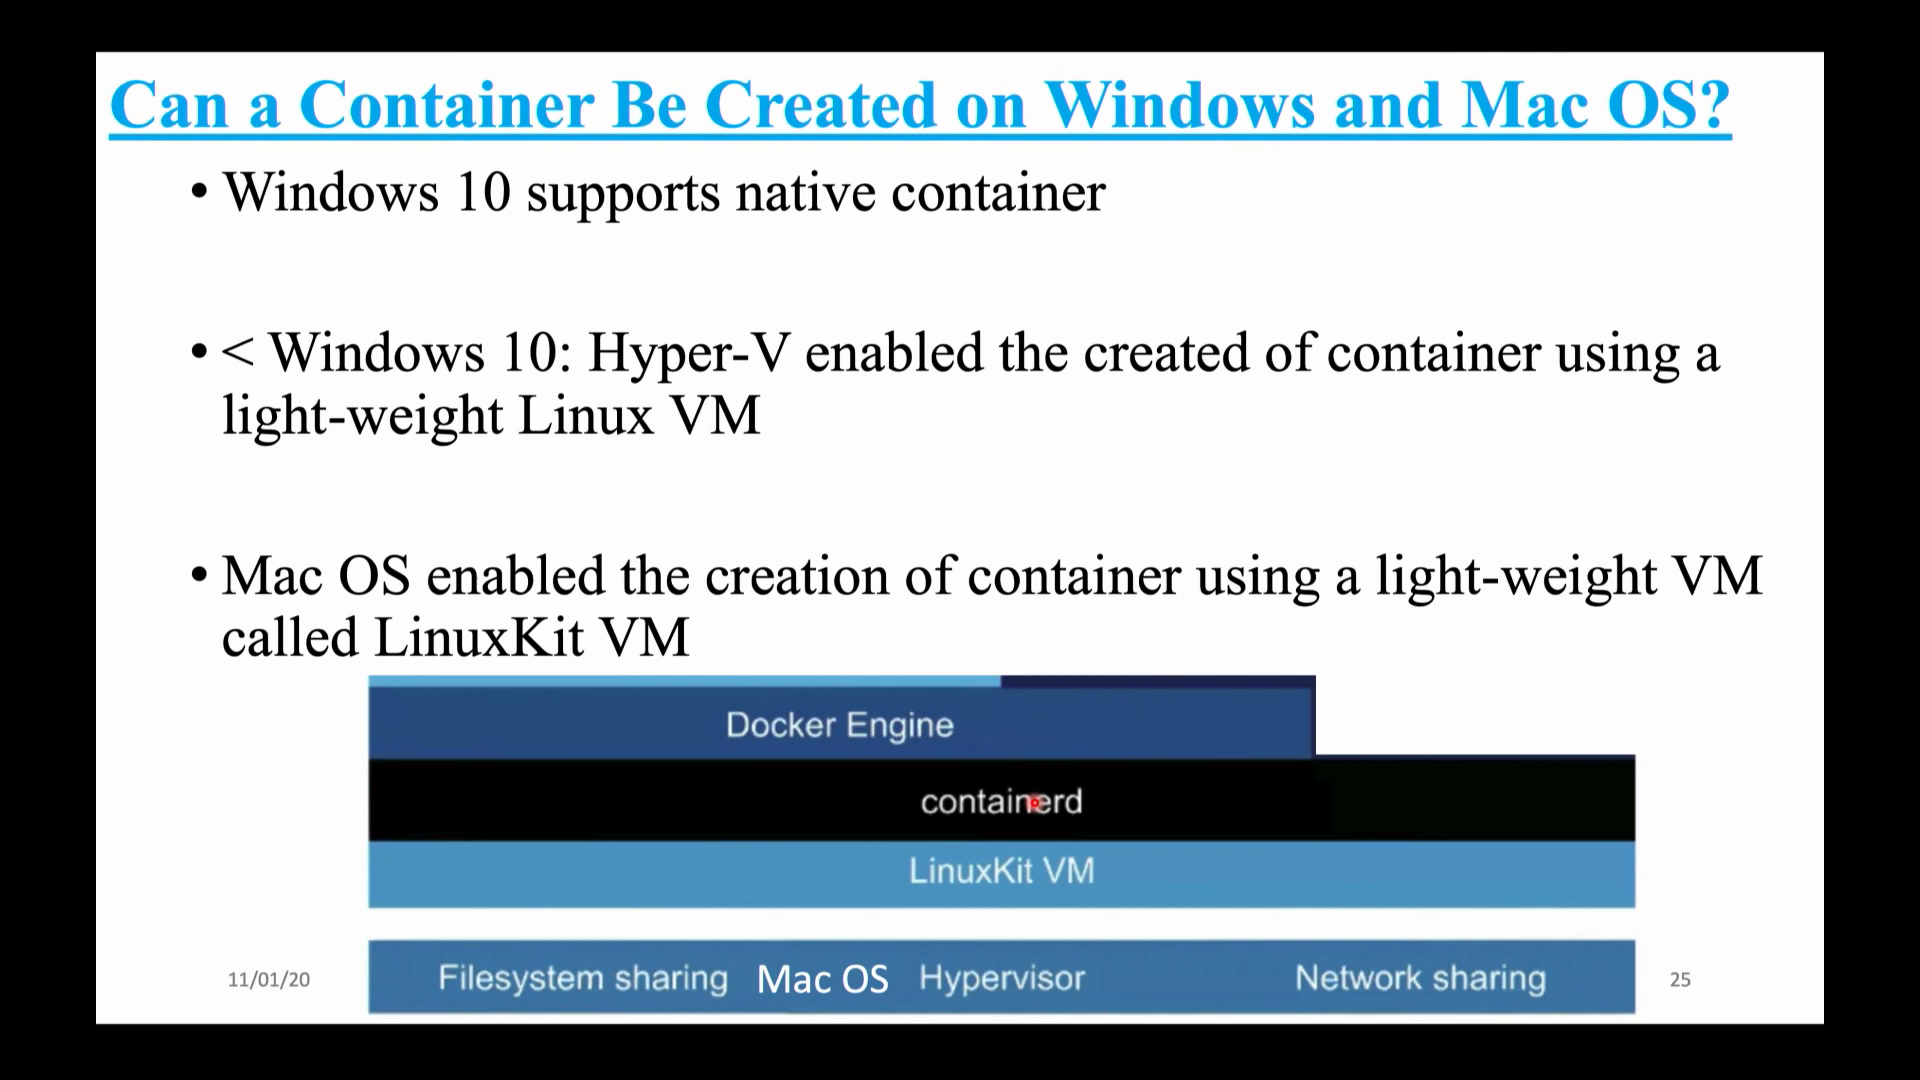 Can a Container Be Created on Windows and Mac OS?
• Windows 10 supports native container
• < Windows 10: Hyper-V enabled the created of container using a
light-weight Linux VM
• Mac OS enabled the creation of container using a light-weight VM
called LinuxKit VM
Docker Engine
containerd
LinuxKit VM
Filesystem sharing Mac OS Hypervisor Network sharing
11/01/20
25